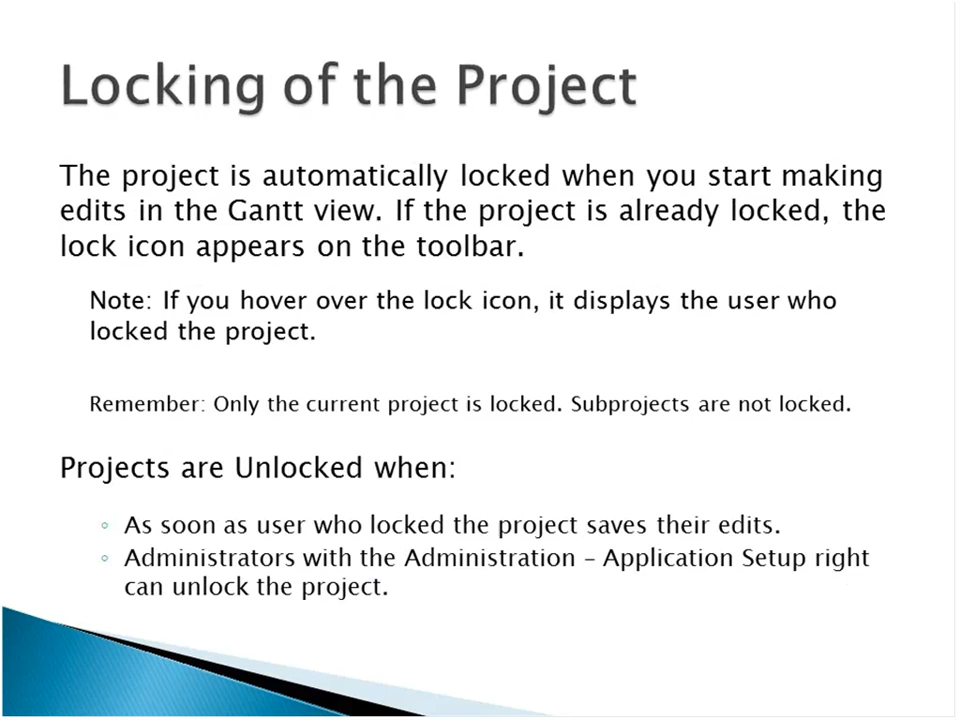 Locking of the Project
The project is automatically locked when you start making
edits in the Gantt view. If the project is already locked, the
lock icon appears on the toolbar.
Note: If you hover over the lock icon, it displays the user who
locked the project.
Remember: Only the current project is locked. Subprojects are not locked.
Projects are Unlocked when:
◦ As soon as user who locked the project saves their edits.
◦ Administrators with the Administration – Application Setup right
can unlock the project.